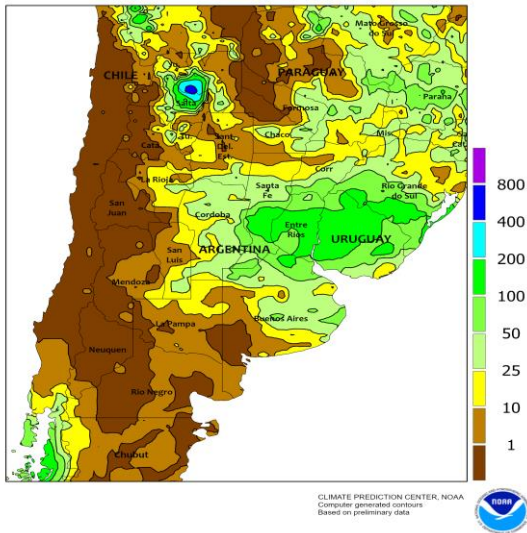 Mato Grosso
do Sul
Ju.
CHILE
PARAGUAY
Salta
Formosa
Parana
Chaco
Mis
Tu.
Sant.
Del.
Est.
Cata
Corr
La Rioja
Santa
Fe
Rio Grande
do Sul
San
Juan
Cordoba
Entre
Rios
URUGUAY
ARGENTINA
San
Luis
Mendoza
Buenos Aires
La Pampa
Neuquen
Rio Negro
Chubut
800
400
200
100
50
25
10
1
CLIMATE PREDICTION CENTER, NOAA
Computer generated contours
Based on preliminary data
NOAA